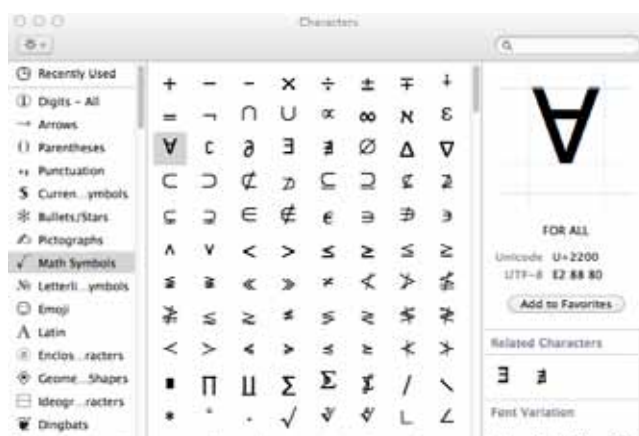 Characters
Recently Used
Digits – All
Arrows
Parentheses
Punctuation
Curren…ymbols
Bullets/Stars
Pictographs
Math Symbols
Letterli…ymbols
Emoji
Latin
Enclos…racters
Geome…Shapes
Ideogr…racters
Dingbats
+ − – × ÷ ± ∓ ∔
= ¬ ∩ ∪ ∝ ∞ ℵ ε
∀ ∁ ∂ ∃ ∄ ∅ ∆ ∇
⊂ ⊃ ⊄ ⊅ ⊆ ⊇ ⊈ ⊉
⊊ ⊋ ∈ ∉ ∊ ∋ ∌ ∍
∧ ∨ < > ≤ ≥ ≦ ≧
≨ ≩ ≪ ≫ ≭ ≮ ≯ ≰
≱ ≲ ≳ ≴ ≶ ≷ ≸ ≹
≺ ≻
∎ ∏ ∐ ∑ / \
* ° · √ ∛ ∜ ∟ ∠
∀
FOR ALL
Unicode U+2200
UTF-8 E2 88 80
Add to Favorites
Related Characters
∃ ∄
Font Variation